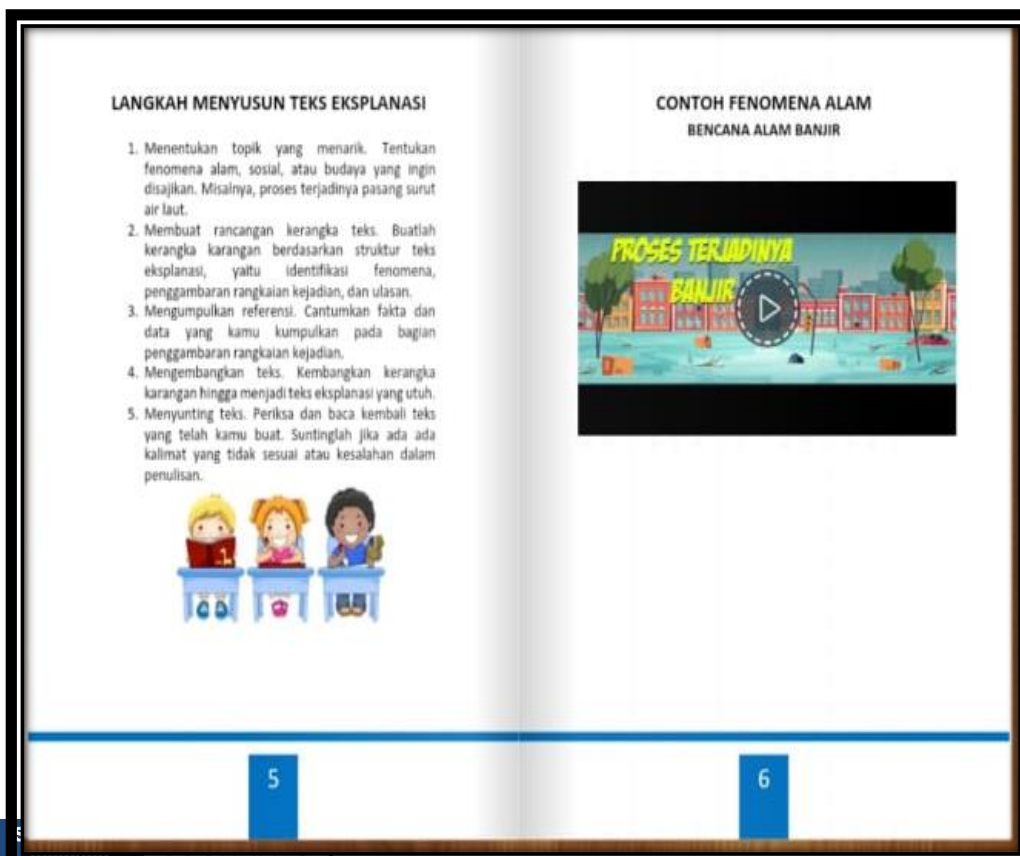 LANGKAH MENYUSUN TEKS EKSPLANASI
1. Menentukan topik yang menarik. Tentukan
fenomena alam, sosial, atau budaya yang ingin
disajikan. Misalnya, proses terjadinya pasang surut
air laut.
2. Membuat rancangan kerangka teks. Buatlah
kerangka karangan berdasarkan struktur teks
eksplanasi, yaitu identifikasi fenomena,
penggambaran rangkaian kejadian, dan ulasan.
3. Mengumpulkan referensi. Cantumkan fakta dan
data yang kamu kumpulkan pada bagian
penggambaran rangkaian kejadian.
4. Mengembangkan teks. Kembangkan kerangka
karangan hingga menjadi teks eksplanasi yang utuh.
5. Menyunting teks. Periksa dan baca kembali teks
yang telah kamu buat. Suntinglah jika ada ada
kalimat yang tidak sesuai atau kesalahan dalam
penulisan.
5
CONTOH FENOMENA ALAM
BENCANA ALAM BANJIR
PROSES TERJADINYA
BANJIR
6